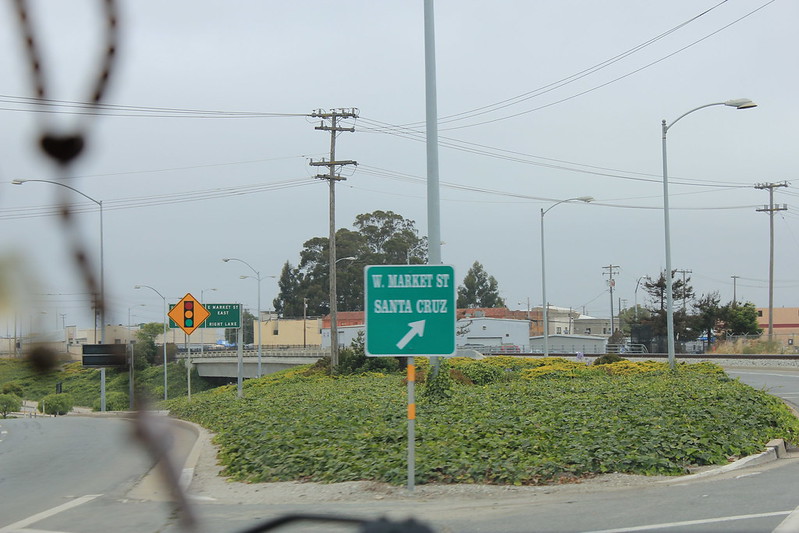 W. MARKET ST
SANTA CRUZ
MARKET ST
EAST
RIGHT LANE